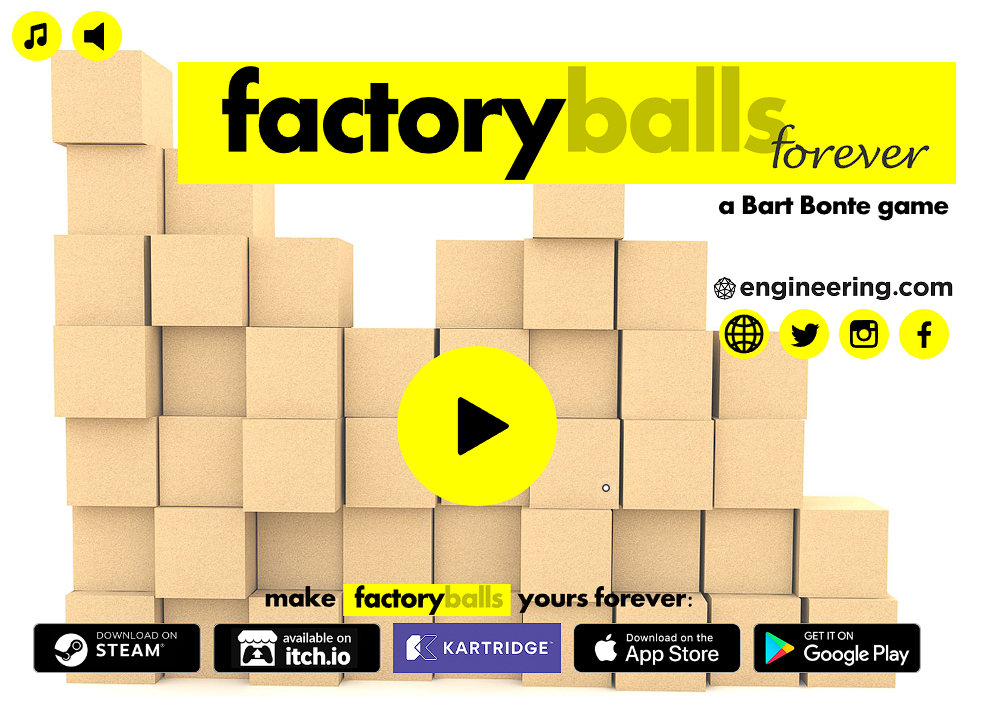 factoryballs
forever
a Bart Bonte game
engineering.com
make factoryballs yours forever:
DOWNLOAD ON
STEAM®
available on
itch.io
KARTRIDGE™
Download on the
App Store
GET IT ON
Google Play